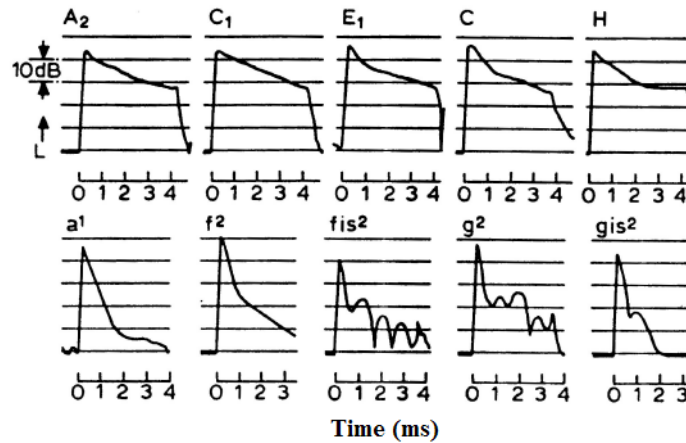 A2 C1 E1 C H
10dB
L
0 1 2 3 4 0 1 2 3 4 0 1 2 3 4 0 1 2 3 4 0 1 2 3 4
a1 f2 fis2 g2 gis2
0 1 2 3 4 0 1 2 3 0 1 2 3 4 0 1 2 3 4 0 1 2 3
Time (ms)